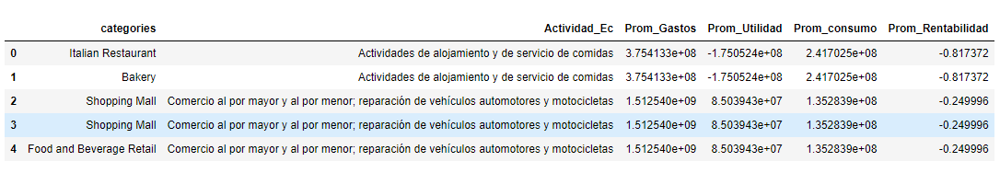 categories Actividad_Ec Prom_Gastos Prom_Utilidad Prom_consumo Prom_Rentabilidad
0 Italian Restaurant Actividades de alojamiento y de servicio de comidas 3.754133e+08 -1.750524e+08 2.417025e+08 -0.817372
1 Bakery Actividades de alojamiento y de servicio de comidas 3.754133e+08 -1.750524e+08 2.417025e+08 -0.817372
2 Shopping Mall Comercio al por mayor y al por menor; reparación de vehículos automotores y motocicletas 1.512540e+09 8.503943e+07 1.352839e+08 -0.249996
3 Shopping Mall Comercio al por mayor y al por menor; reparación de vehículos automotores y motocicletas 1.512540e+09 8.503943e+07 1.352839e+08 -0.249996
4 Food and Beverage Retail Comercio al por mayor y al por menor; reparación de vehículos automotores y motocicletas 1.512540e+09 8.503943e+07 1.352839e+08 -0.249996